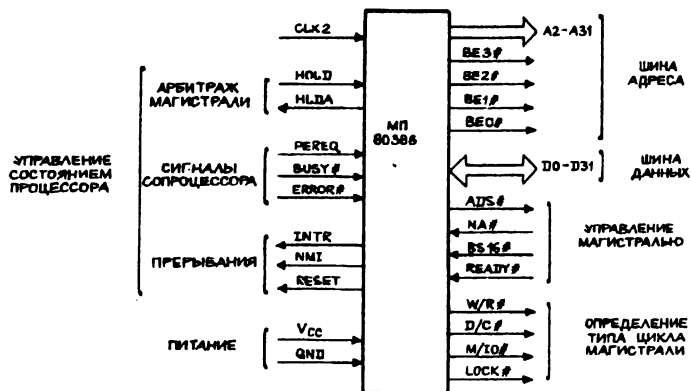 CLK2
A2-A31
BE3#
BE2#
BE1#
BE0#
ШИНА
АДРЕСА
АРБИТРАЖ
МАГИСТРАЛИ
HOLD
HLDA
МП
80386
УПРАВЛЕНИЕ
СОСТОЯНИЕМ
ПРОЦЕССОРА
СИГНАЛЫ
СОПРОЦЕССОРА
PEREQ
BUSY#
ERROR#
D0-D31
ШИНА
ДАННЫХ
ADS#
NA#
BS16#
READY#
УПРАВЛЕНИЕ
МАГИСТРАЛЬЮ
ПРЕРЫВАНИЯ
INTR
NMI
RESET
W/R#
D/C#
M/IO#
LOCK#
ОПРЕДЕЛЕНИЕ
ТИПА ЦИКЛА
МАГИСТРАЛИ
ПИТАНИЕ
VCC
GND